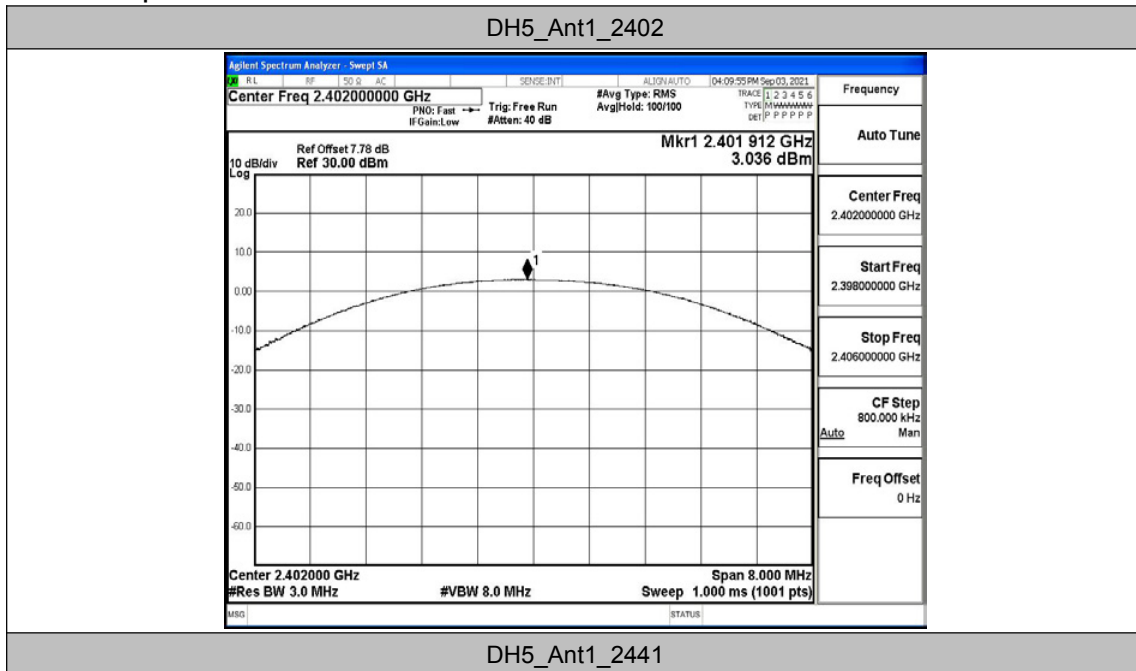 DH5_Ant1_2402
Agilent Spectrum Analyzer - Swept SA
RL RF 50 Ω AC SENSE:INT ALIGN AUTO 04:09:55 PM Sep 03, 2021
Center Freq 2.402000000 GHz
PNO: Fast
IFGain:Low
Trig: Free Run
#Atten: 40 dB
#Avg Type: RMS
Avg|Hold: 100/100
TRACE 1 2 3 4 5 6
TYPE M WWWWW
DET P P P P P P
Mkr1 2.401 912 GHz
3.036 dBm
Ref Offset 7.78 dB
10 dB/div Ref 30.00 dBm
Log
20.0
10.0
1
0.00
-10.0
-20.0
-30.0
-40.0
-50.0
-60.0
Center 2.402000 GHz Span 8.000 MHz
#Res BW 3.0 MHz #VBW 8.0 MHz Sweep 1.000 ms (1001 pts)
MSG STATUS
Frequency
Auto Tune
Center Freq
2.402000000 GHz
Start Freq
2.398000000 GHz
Stop Freq
2.406000000 GHz
CF Step
800.000 kHz
Auto Man
Freq Offset
0 Hz
DH5_Ant1_2441